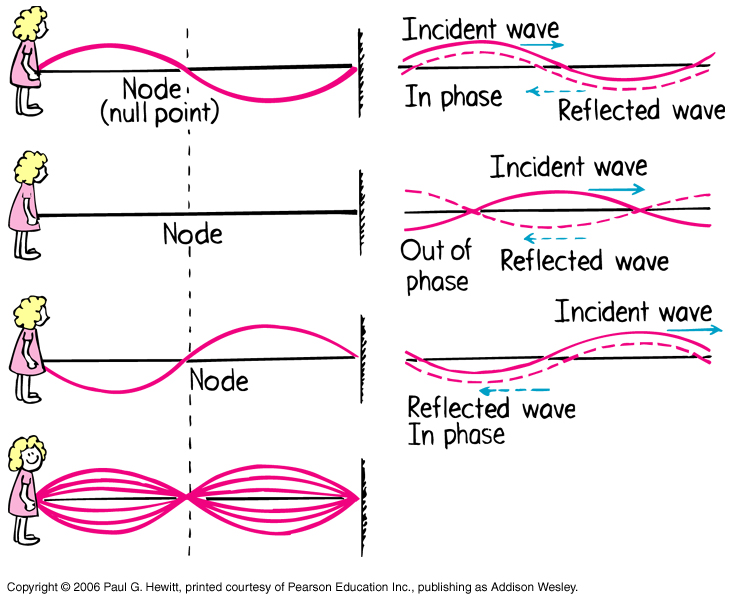 Incident wave
Node
(null point)
In phase
Reflected wave
Incident wave
Node
Out of
phase
Reflected wave
Incident wave
Node
Reflected wave
In phase
Copyright © 2006 Paul G. Hewitt, printed courtesy of Pearson Education Inc., publishing as Addison Wesley.